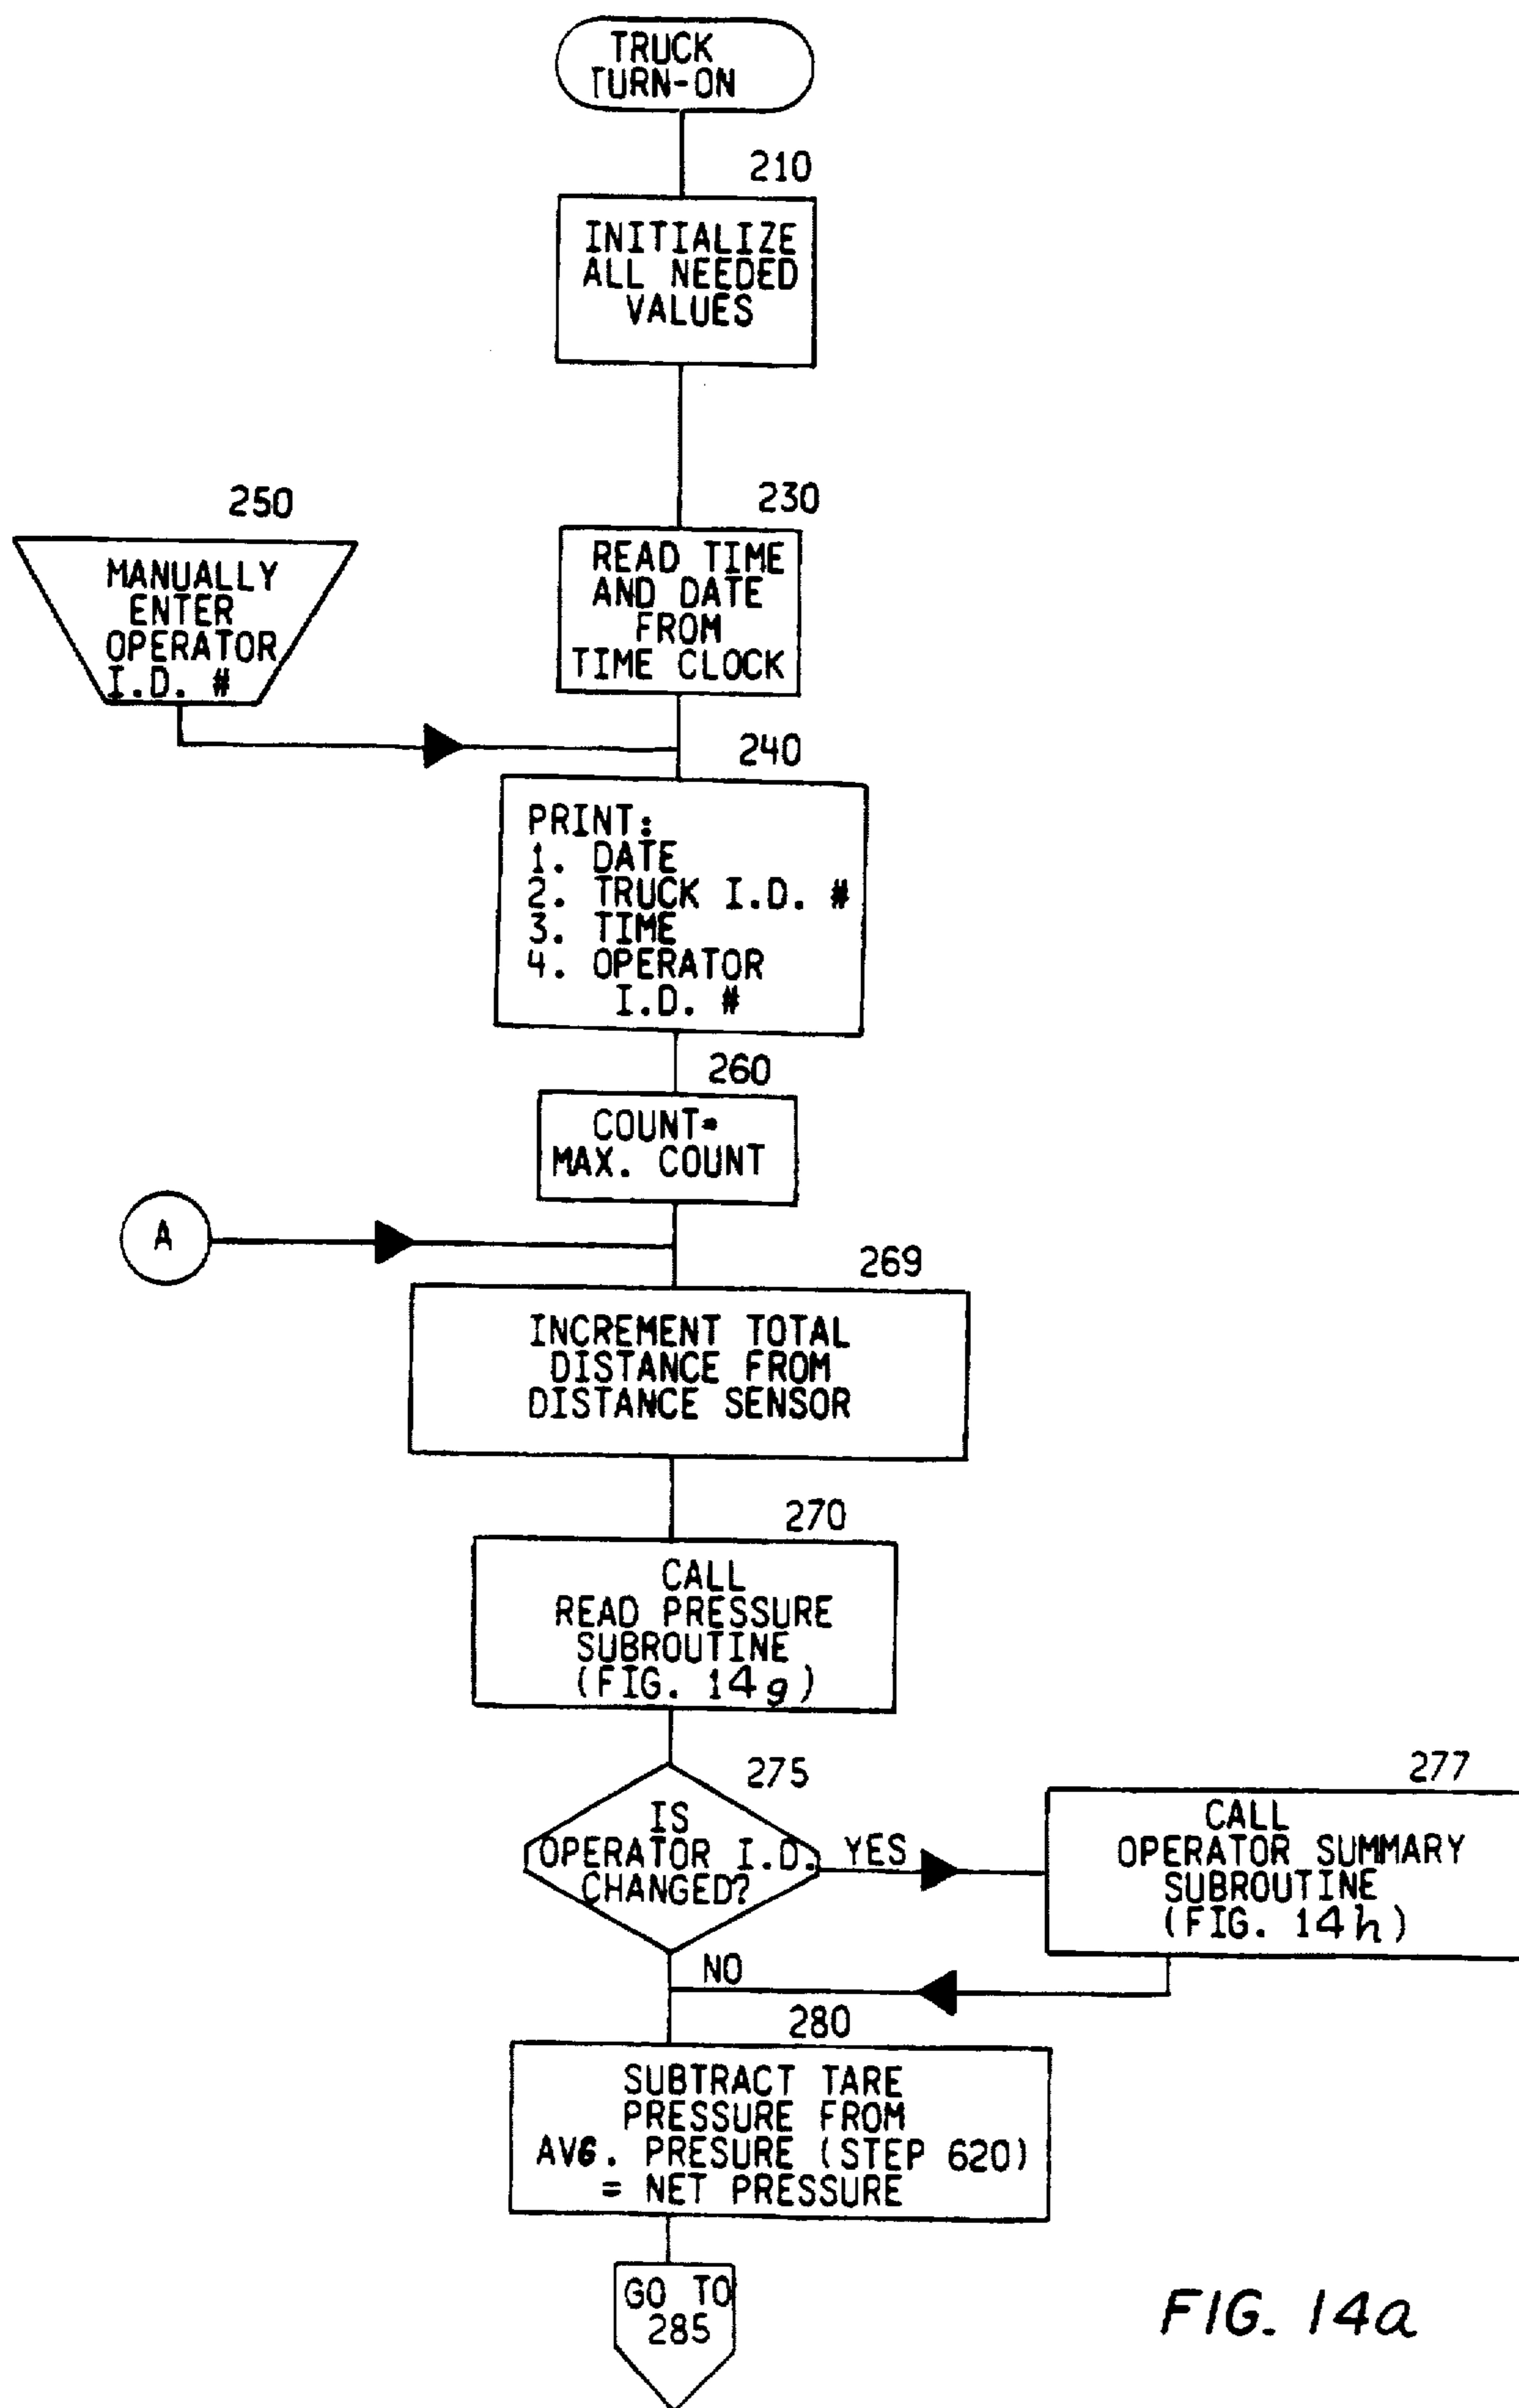 TRUCK
TURN-ON
210
INITIALIZE
ALL NEEDED
VALUES
250
MANUALLY
ENTER
OPERATOR
I.D. #
230
READ TIME
AND DATE
FROM
TIME CLOCK
240
PRINT:
1. DATE
2. TRUCK I.D. #
3. TIME
4. OPERATOR
I.D. #
260
COUNT=
MAX. COUNT
A
269
INCREMENT TOTAL
DISTANCE FROM
DISTANCE SENSOR
270
CALL
READ PRESSURE
SUBROUTINE
(FIG. 14g)
275
IS
OPERATOR I.D.
CHANGED?
YES
277
CALL
OPERATOR SUMMARY
SUBROUTINE
(FIG. 14h)
NO
280
SUBTRACT TARE
PRESSURE FROM
AVG. PRESURE (STEP 620)
= NET PRESSURE
GO TO
285
FIG. 14a